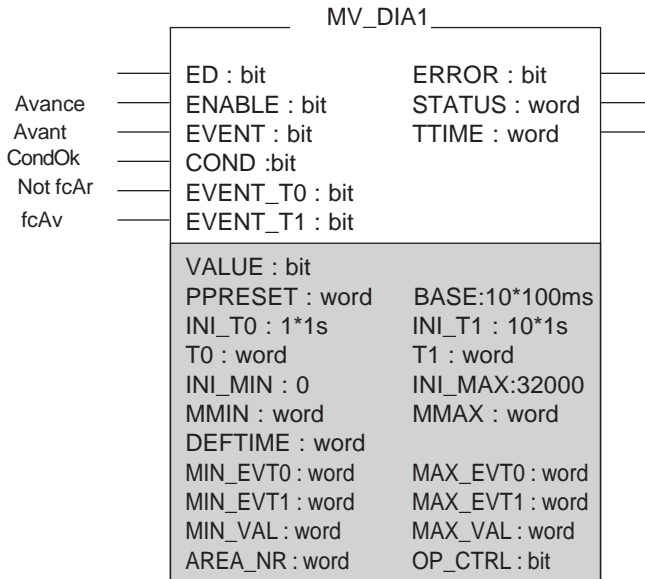 MV_DIA1
ED : bit ERROR : bit
Avance ENABLE : bit STATUS : word
Avant EVENT : bit TTIME : word
CondOk COND :bit
Not fcAr EVENT_T0 : bit
fcAv EVENT_T1 : bit
VALUE : bit
PPRESET : word BASE:10*100ms
INI_T0 : 1*1s INI_T1 : 10*1s
T0 : word T1 : word
INI_MIN : 0 INI_MAX:32000
MMIN : word MMAX : word
DEFTIME : word
MIN_EVT0 : word MAX_EVT0 : word
MIN_EVT1 : word MAX_EVT1 : word
MIN_VAL : word MAX_VAL : word
AREA_NR : word OP_CTRL : bit